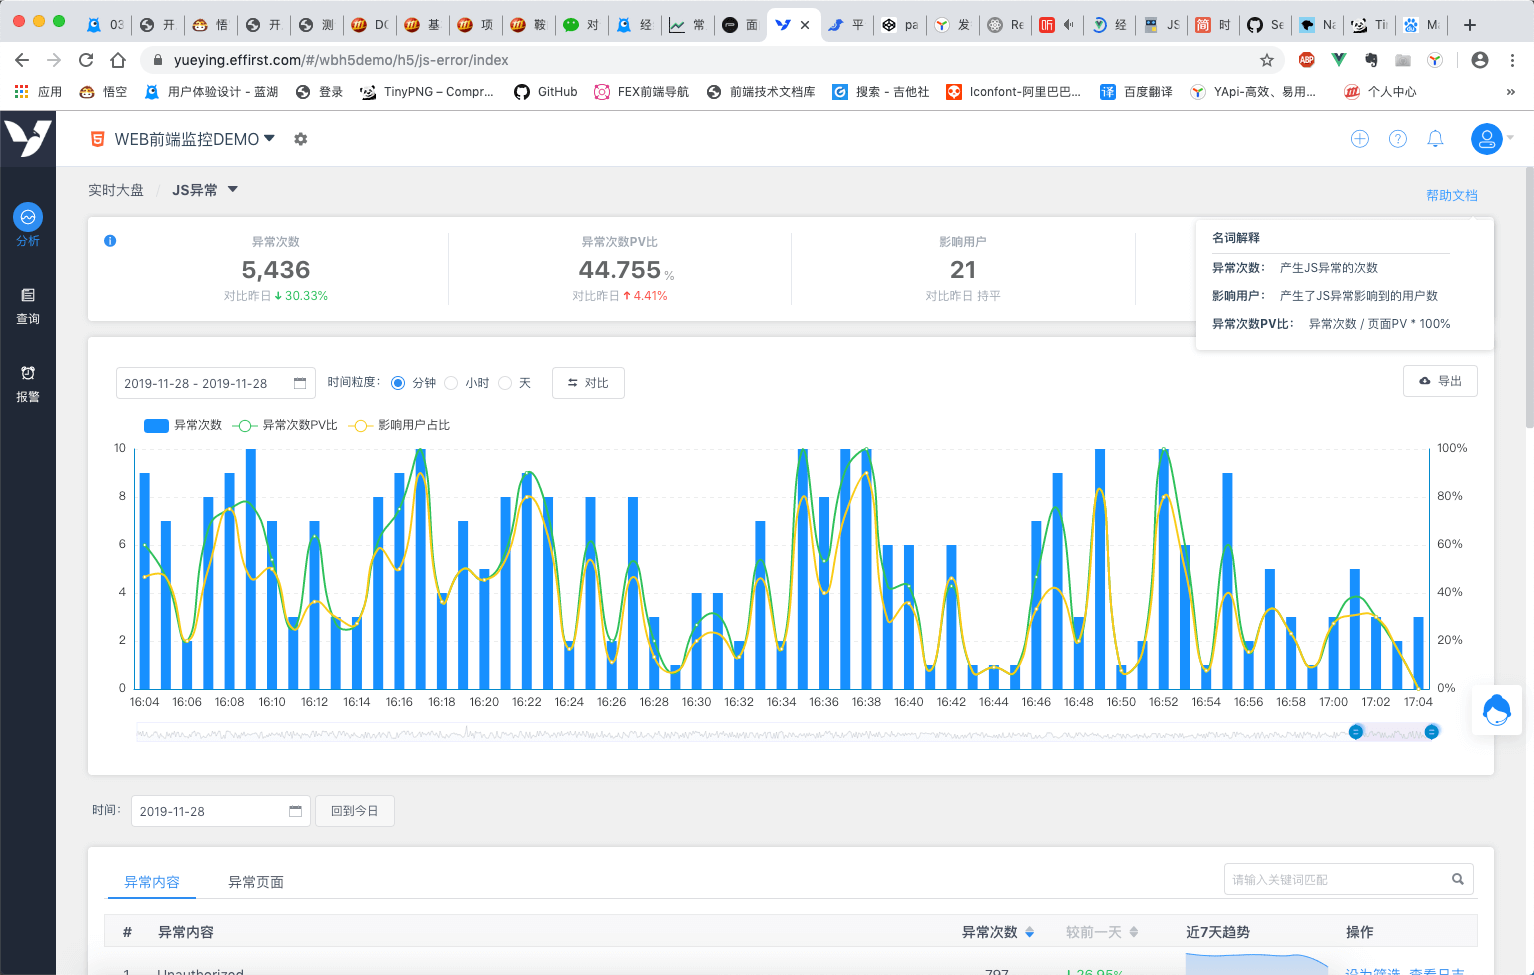 03
开
悟
开
测
DC
基
项
鞍
对
经
常
面
平
pa
发
Re
听
经
JS
简 时
Se
Na
Ti
Ma
yueying.effirst.com/#/wbh5demo/h5/js-error/index
ABP
应用
悟空
用户体验设计 - 蓝湖
登录
TinyPNG – Compr...
GitHub
FEX前端导航
前端技术文档库
搜索 - 吉他社
Iconfont-阿里巴巴...
译 百度翻译
YApi-高效、易用...
个人中心
»
WEB前端监控DEMO
分析
查询
报警
实时大盘 / JS异常
帮助文档
异常次数
5,436
对比昨日 30.33%
异常次数PV比
44.755 %
对比昨日 4.41%
影响用户
21
对比昨日 持平
名词解释
异常次数： 产生JS异常的次数
影响用户： 产生了JS异常影响到的用户数
异常次数PV比： 异常次数 / 页面PV * 100%
2019-11-28 - 2019-11-28
时间粒度： 分钟 小时 天
对比
导出
异常次数 异常次数PV比 影响用户占比
10
8
6
4
2
0
100%
80%
60%
40%
20%
0%
16:04 16:06 16:08 16:10 16:12 16:14 16:16 16:18 16:20 16:22 16:24 16:26 16:28 16:30 16:32 16:34 16:36 16:38 16:40 16:42 16:44 16:46 16:48 16:50 16:52 16:54 16:56 16:58 17:00 17:02 17:04
时间： 2019-11-28 回到今日
异常内容 异常页面
请输入关键词匹配
# 异常内容 异常次数 较前一天 近7天趋势 操作
1 Unauthorized 797 26.95% 设为筛选 查看日志